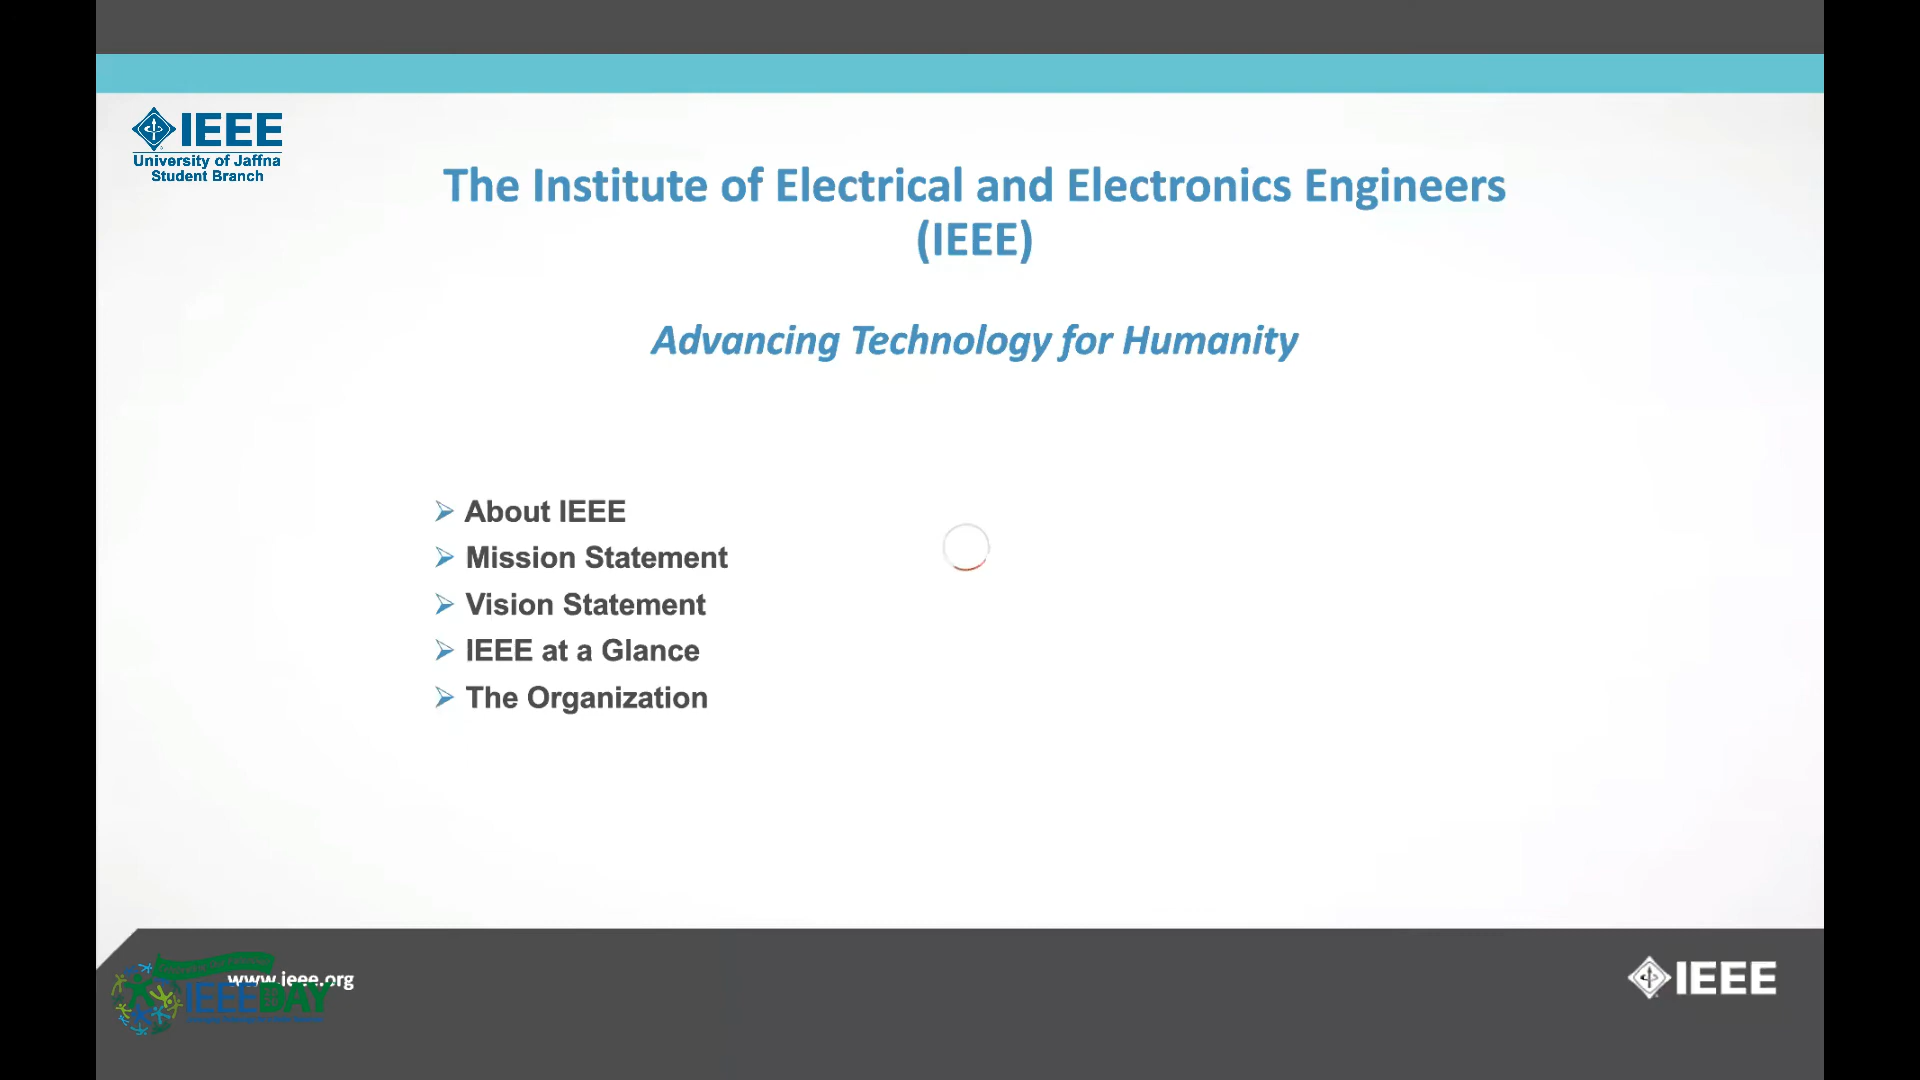 IEEE
University of Jaffna
Student Branch
The Institute of Electrical and Electronics Engineers
(IEEE)
Advancing Technology for Humanity
About IEEE
Mission Statement
Vision Statement
IEEE at a Glance
The Organization
www.ieee.org
IEEEDAY
IEEE